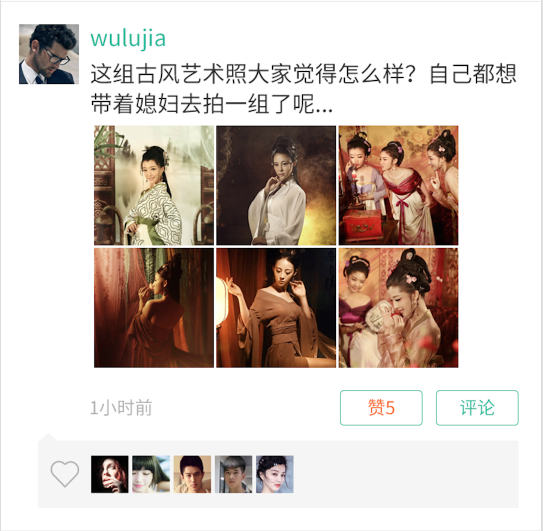 wulujia
这组古风艺术照大家觉得怎么样？自己都想
带着媳妇去拍一组了呢...
1小时前
赞5
评论